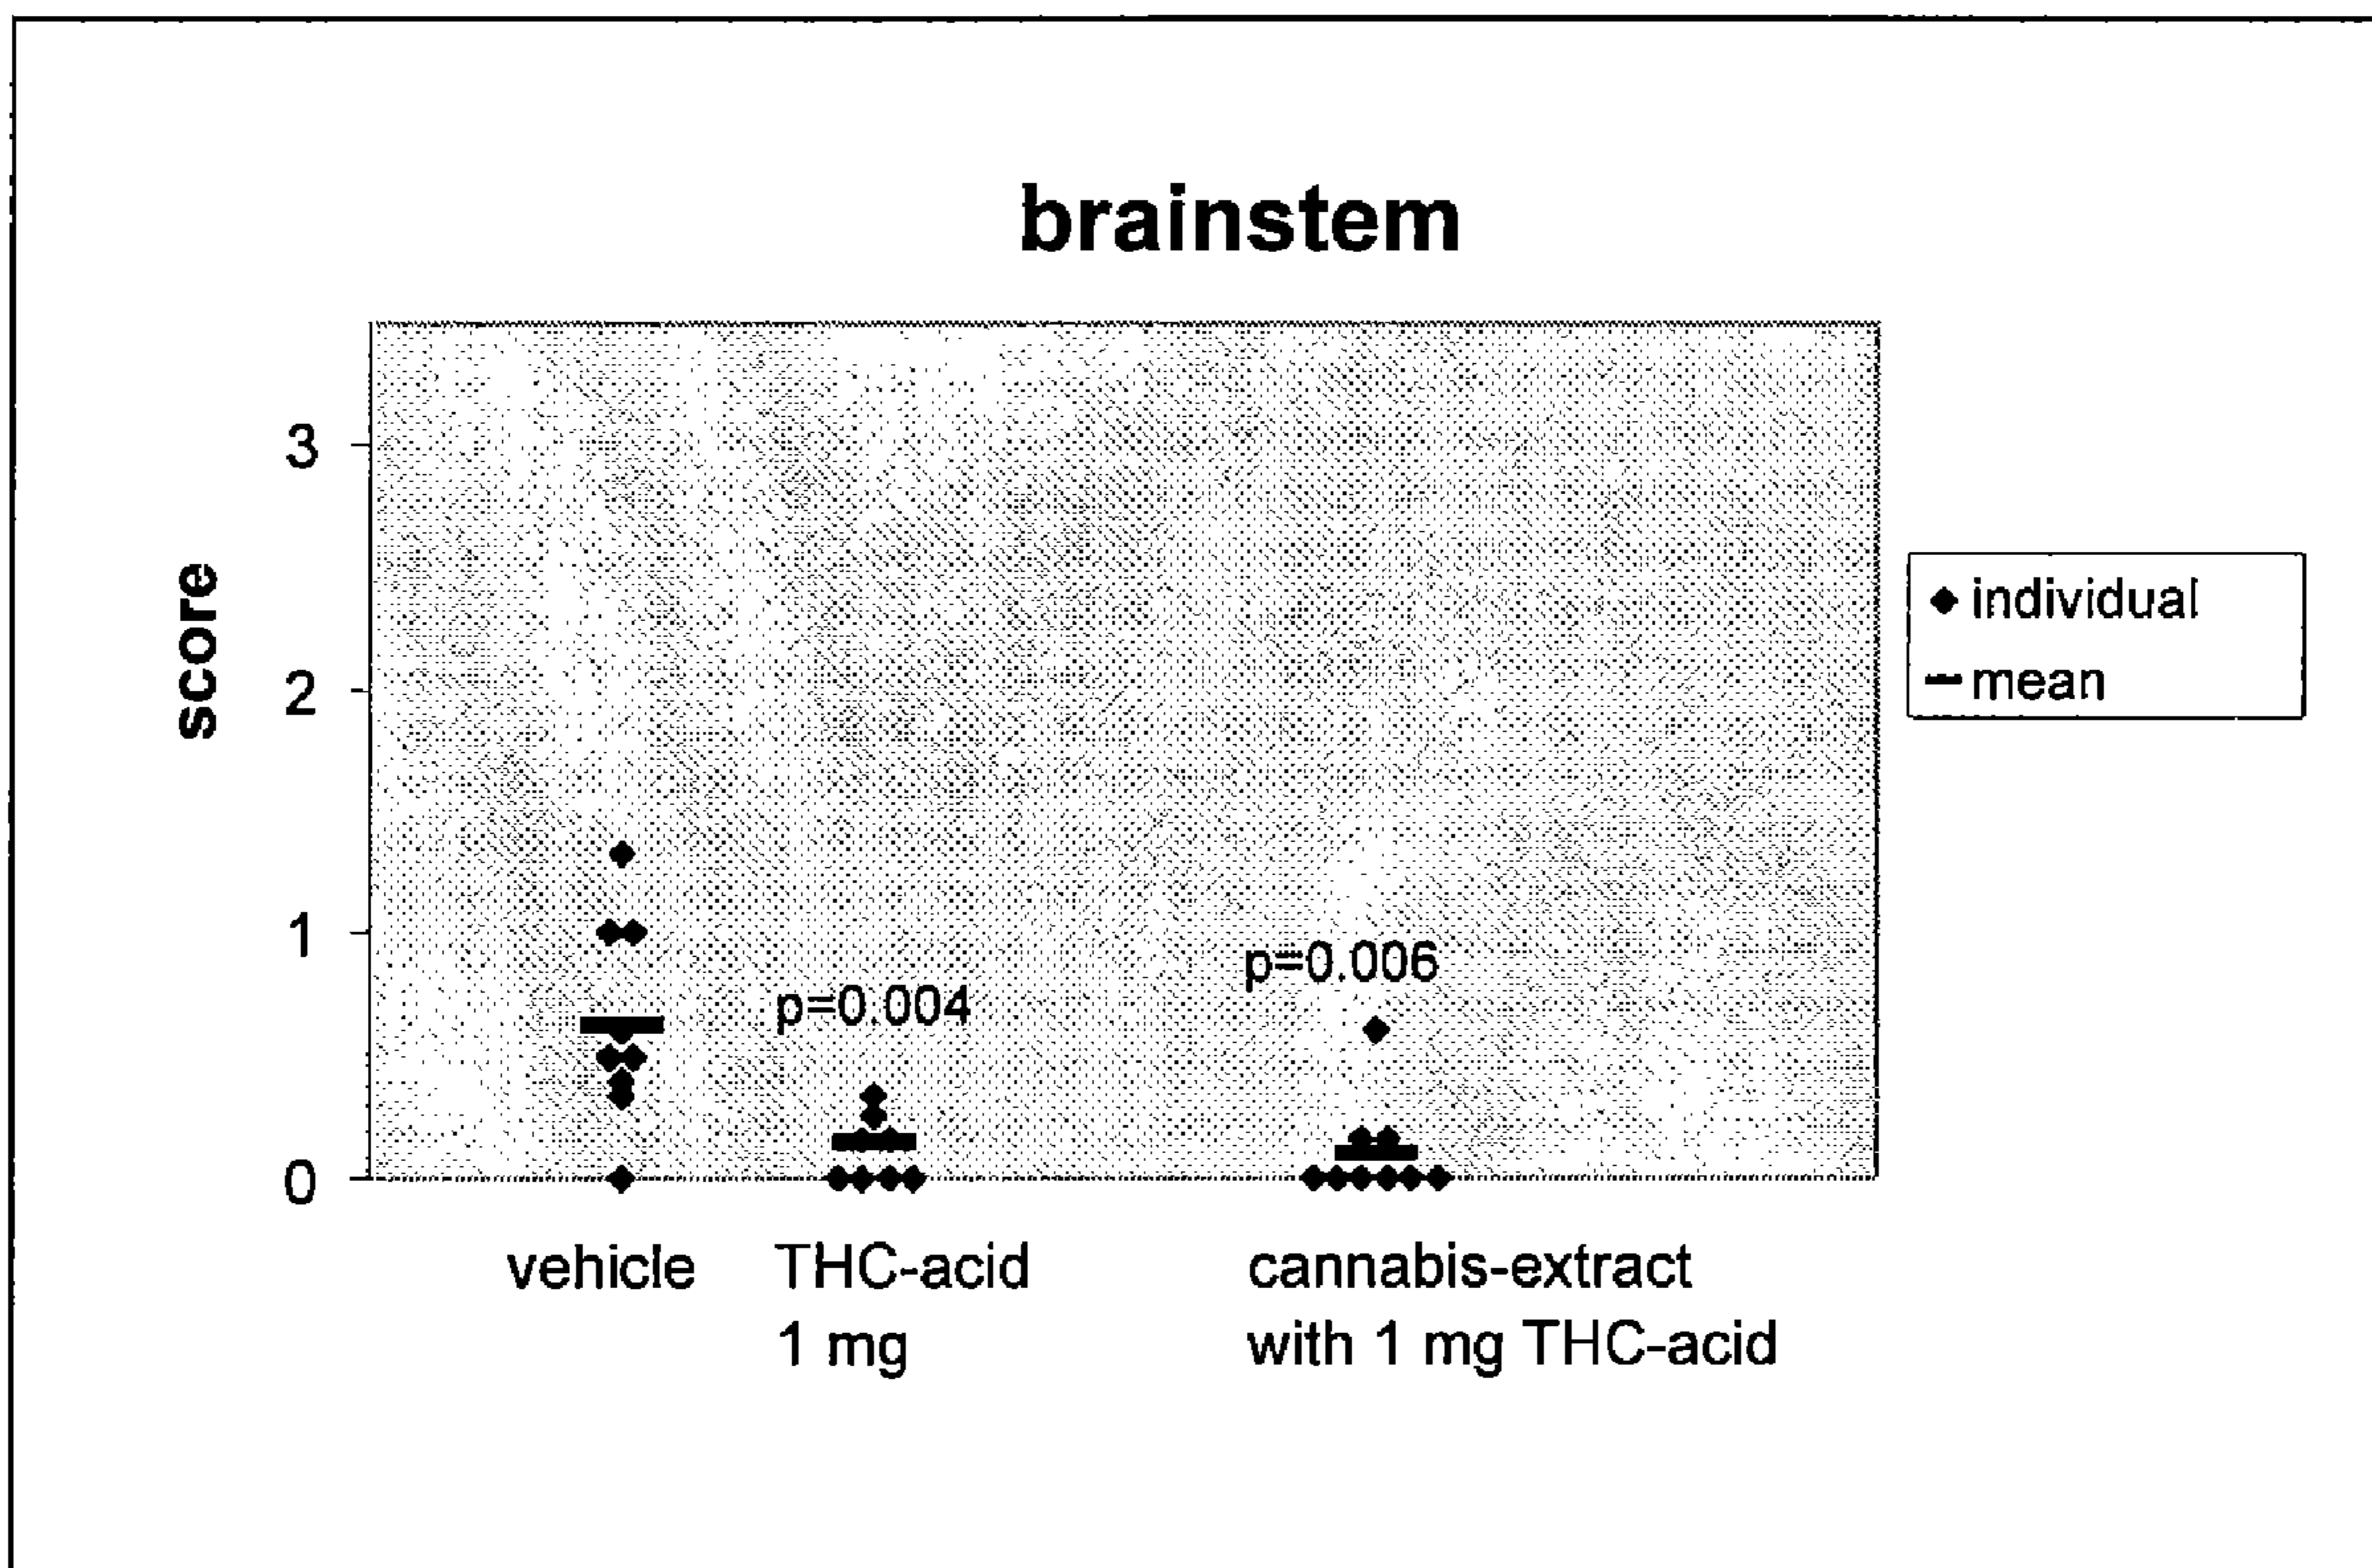 brainstem
score
3
2
1
0
p=0.004
p=0.006
individual
mean
vehicle
THC-acid
1 mg
cannabis-extract
with 1 mg THC-acid